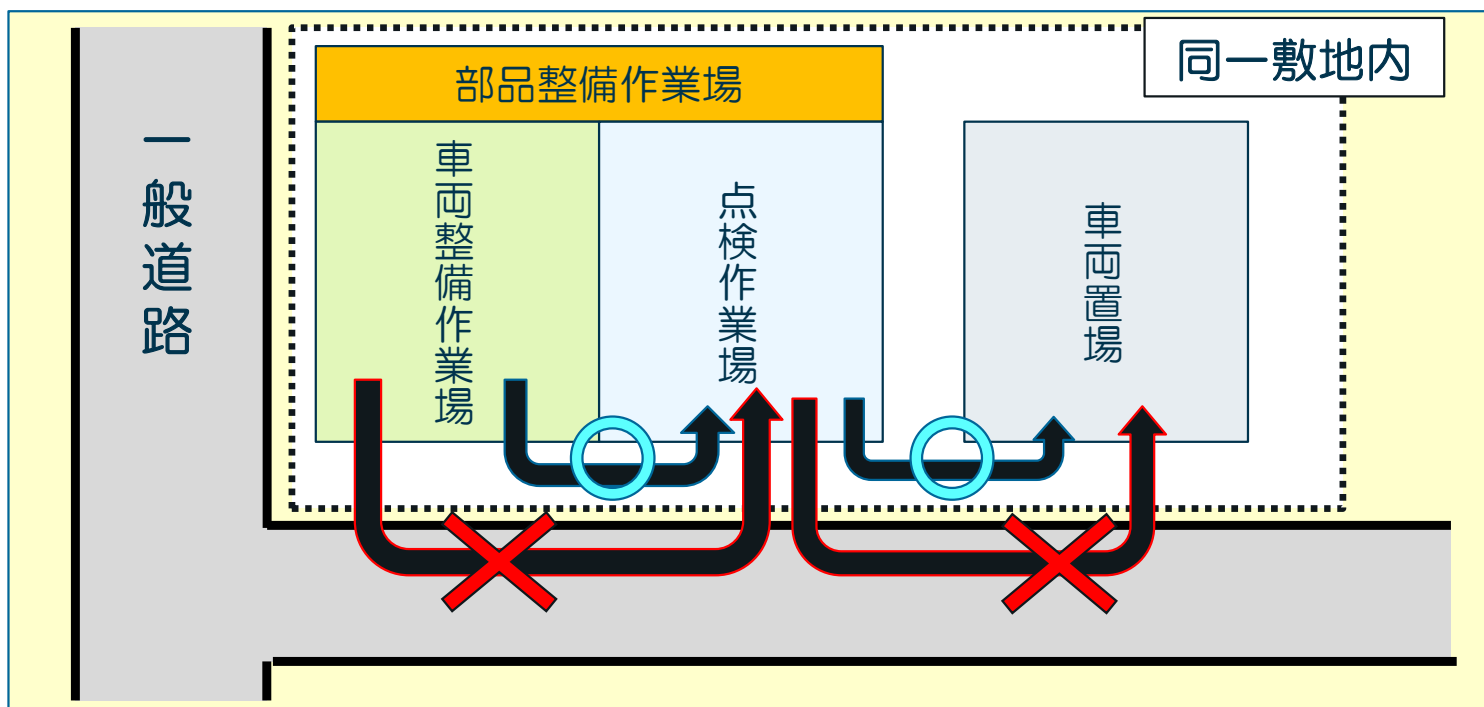 同一敷地内
部品整備作業場
一般道路
車両整備作業場
点検作業場
車両置場